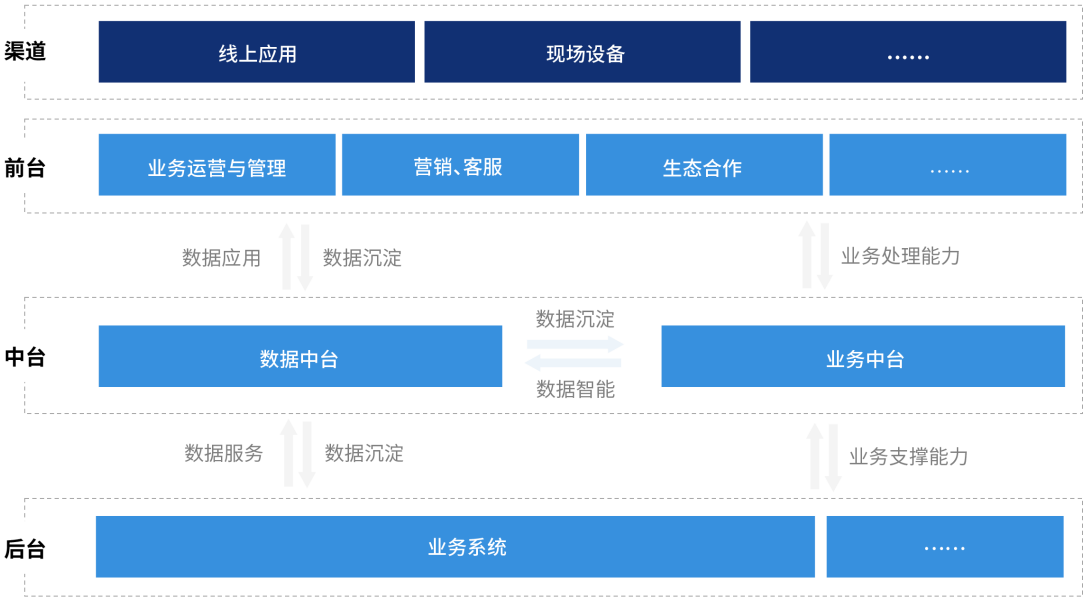 渠道
线上应用
现场设备
······
前台
业务运营与管理
营销、客服
生态合作
······
数据应用
数据沉淀
业务处理能力
中台
数据中台
数据沉淀
数据智能
业务中台
数据服务
数据沉淀
业务支撑能力
后台
业务系统
······